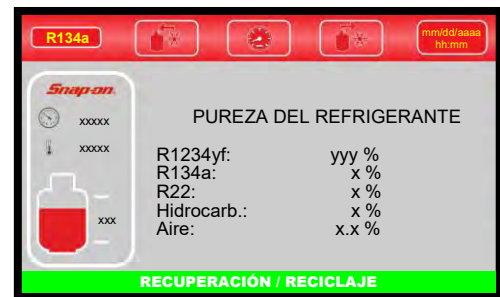 R134a
mm/dd/aaaa
hh:mm
Snap-on
xxxxx
xxxxx
xxx
PUREZA DEL REFRIGERANTE
R1234yf: yyy %
R134a: x %
R22: x %
Hidrocarb.: x %
Aire: x.x %
RECUPERACIÓN / RECICLAJE